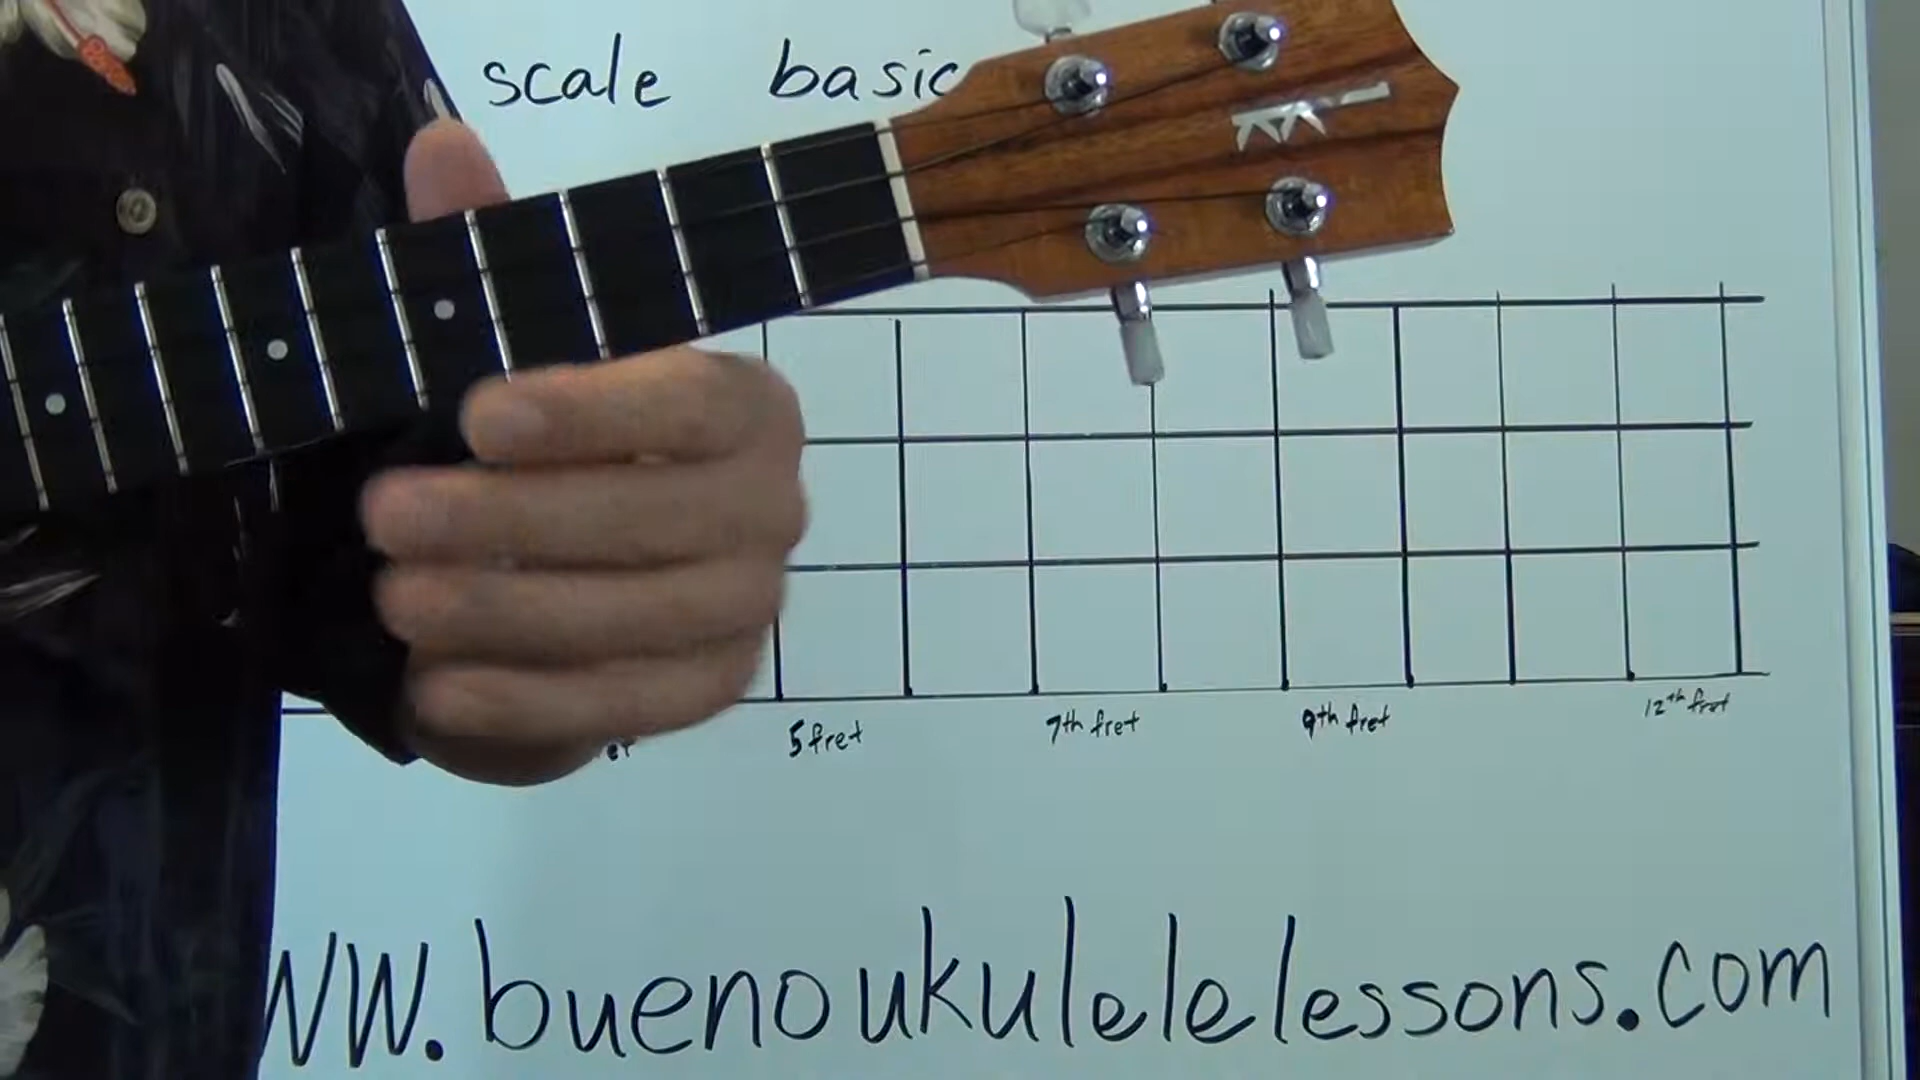 scale basic
5 fret 7th fret 9th fret 12th fret
WW.buenoukulelelessons.com